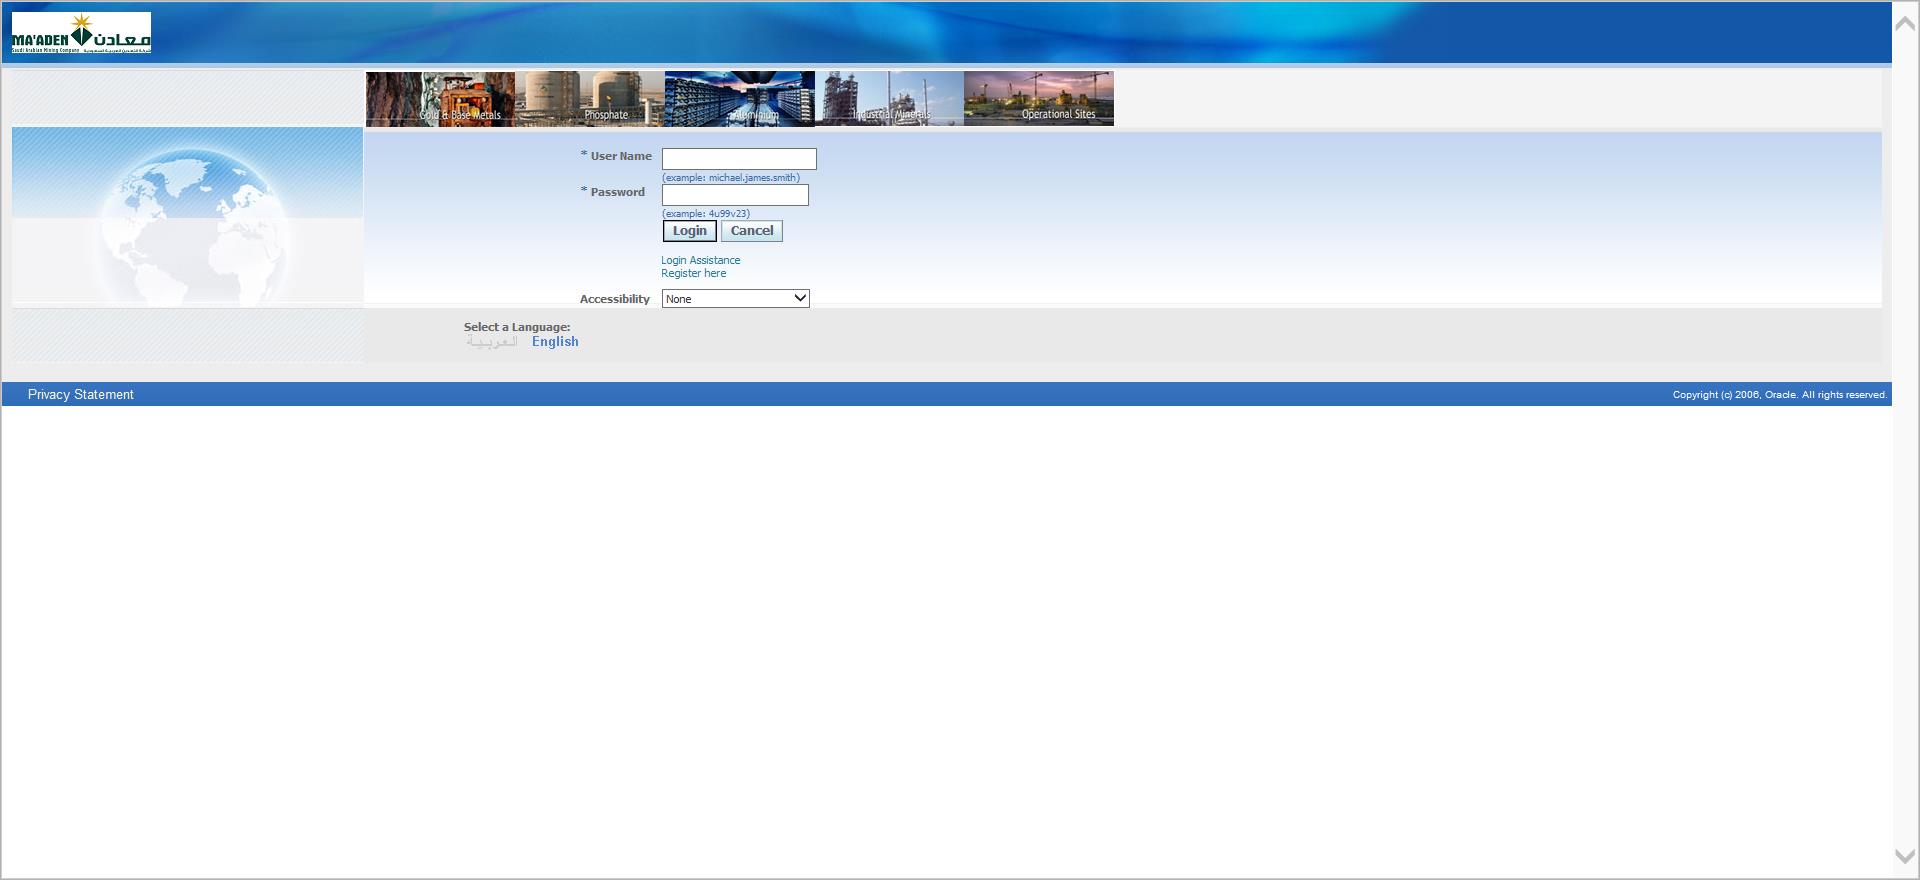 MA'ADEN معادن
Saudi Arabian Mining Company شركة التعدين العربية السعودية
Gold & Base Metals
Phosphate
Aluminium
Industrial Minerals
Operational Sites
* User Name
(example: michael.james.smith)
* Password
(example: 4u99v23)
Login Cancel
Login Assistance
Register here
Accessibility None
Select a Language:
العربية English
Privacy Statement
Copyright (c) 2006, Oracle. All rights reserved.